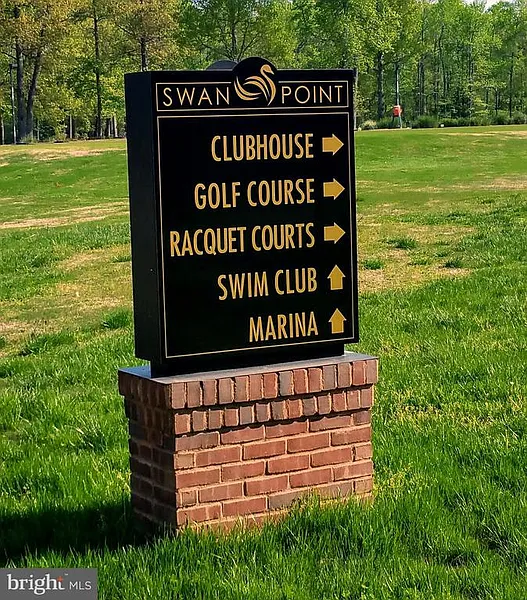 SWAN POINT
CLUBHOUSE
GOLF COURSE
RACQUET COURTS
SWIM CLUB
MARINA
bright MLS